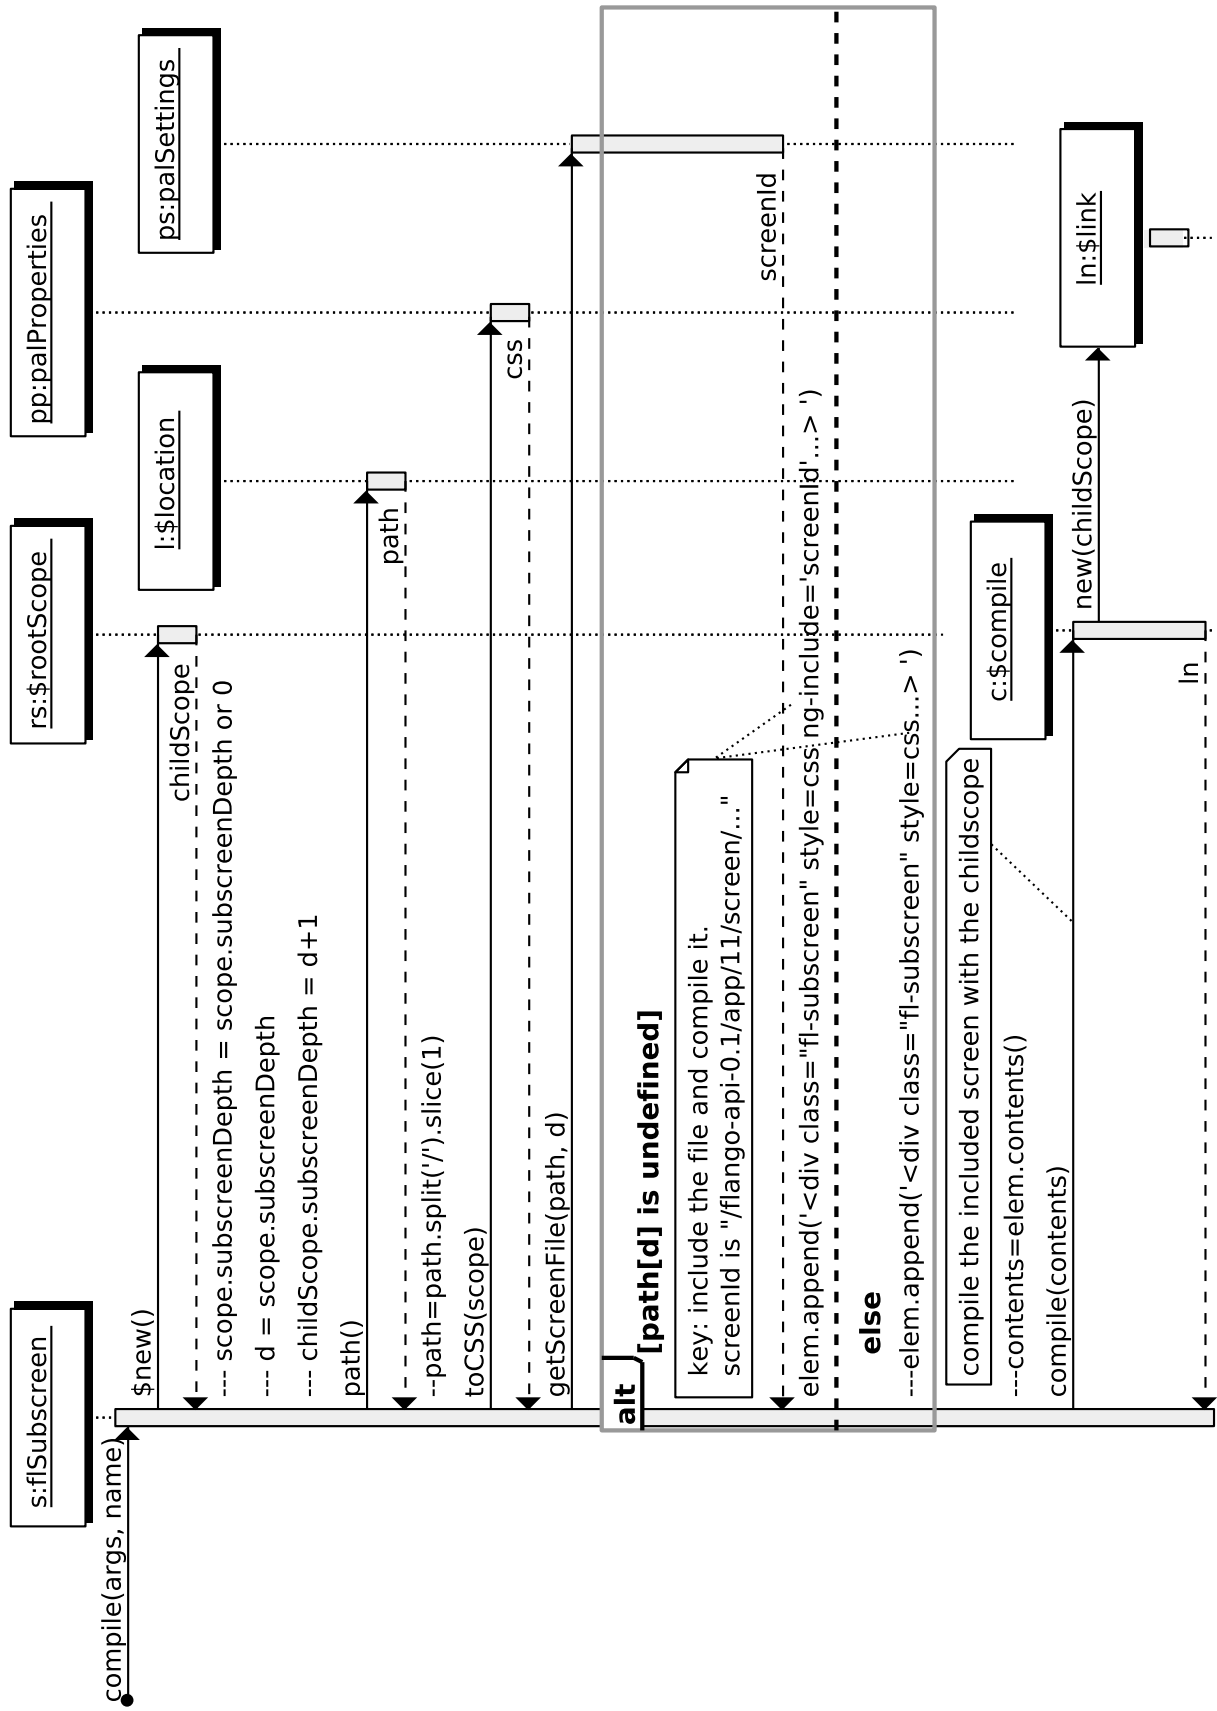 s:flSubscreen
rs:$rootScope
pp:palProperties
l:$location
ps:palSettings
compile(args, name)
$new()
childScope
--- scope.subscreenDepth = scope.subscreenDepth or 0
--- d = scope.subscreenDepth
--- childScope.subscreenDepth = d+1
path()
path
--path=path.split('/').slice(1)
toCSS(scope)
css
getScreenFile(path, d)
alt
[path[d] is undefined]
key: include the file and compile it.
screenId is "/flango-api-0.1/app/11/screen/..."
screenId
elem.append('<div class="fl-subscreen" style=css ng-include='screenId'...> ')
else
---elem.append('<div class="fl-subscreen" style=css...> ')
compile the included screen with the childscope
c:$compile
---contents=elem.contents()
compile(contents)
new(childScope)
ln:$link
ln